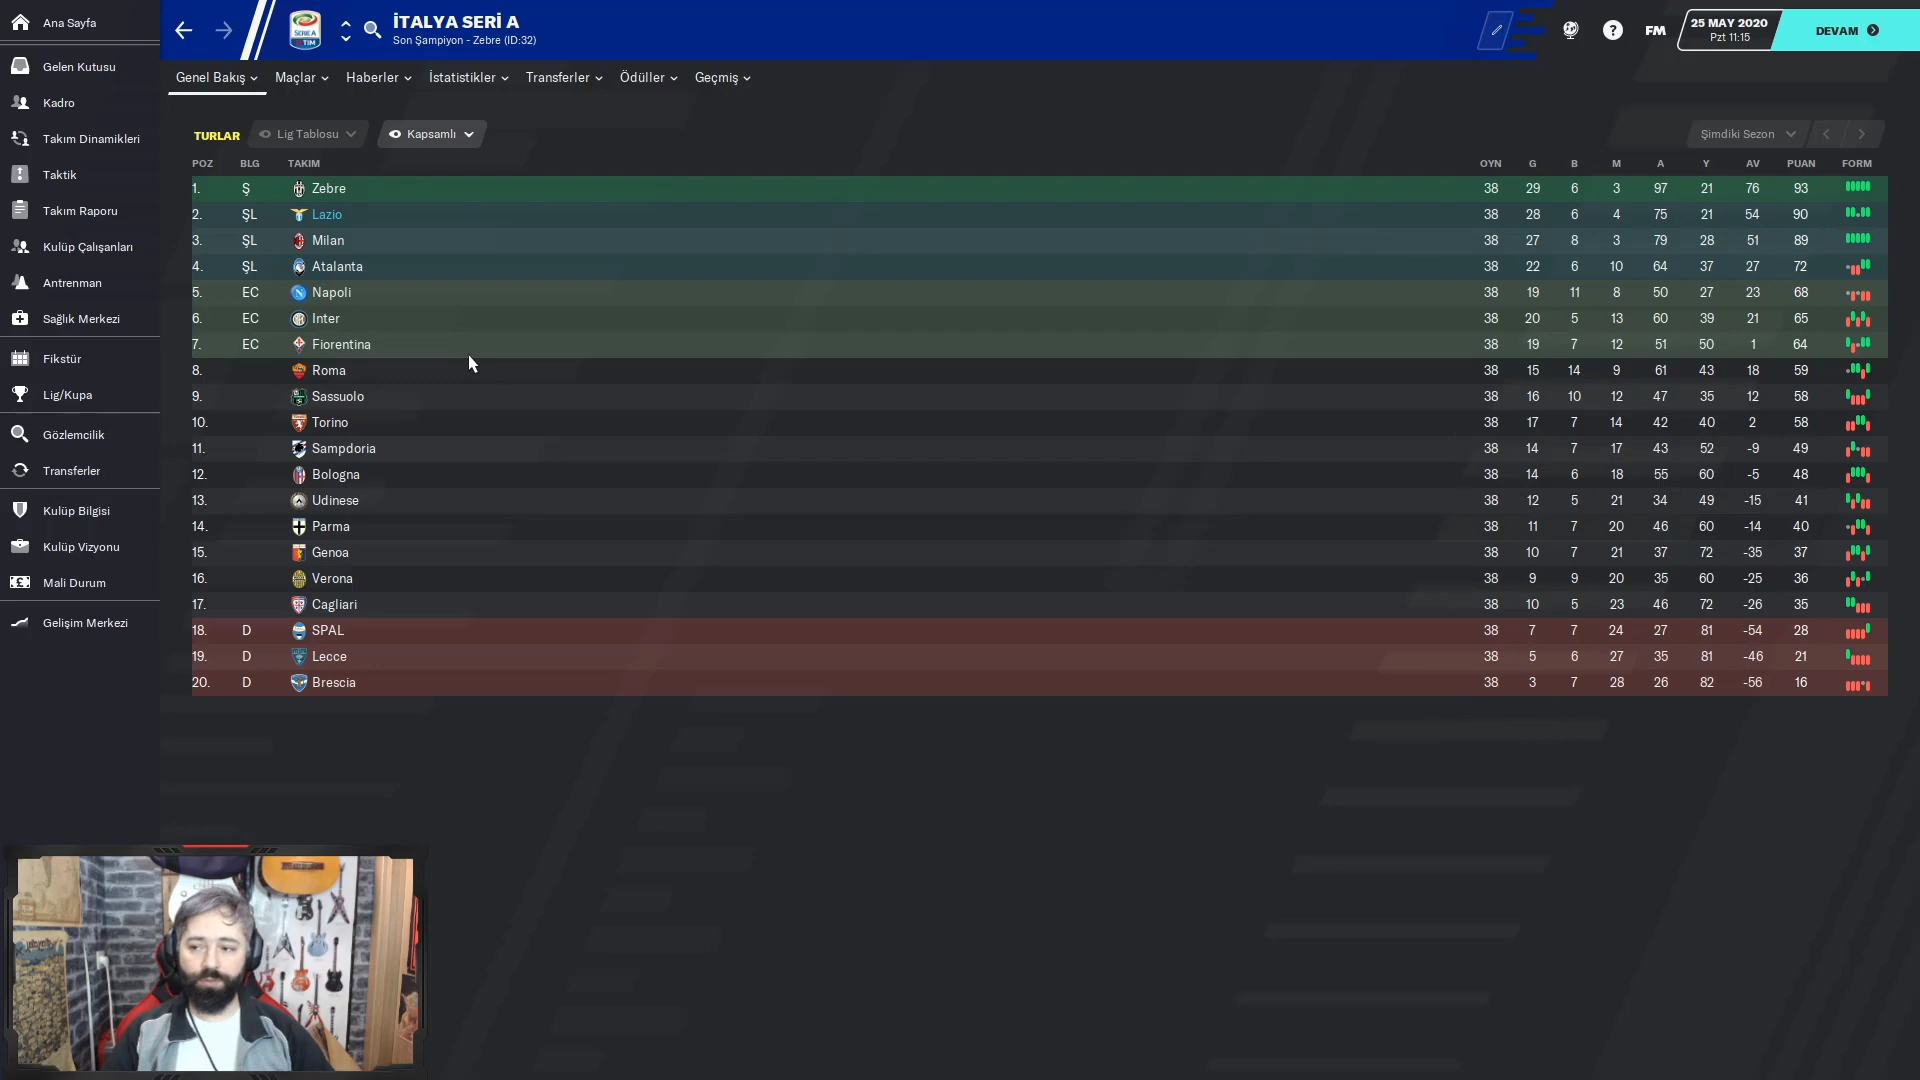 Ana Sayfa
Gelen Kutusu
Kadro
Takım Dinamikleri
Taktik
Takım Raporu
Kulüp Çalışanları
Antrenman
Sağlık Merkezi
Fikstür
Lig/Kupa
Gözlemcilik
Transferler
Kulüp Bilgisi
Kulüp Vizyonu
Mali Durum
Gelişim Merkezi
İTALYA SERİ A
Son Şampiyon - Zebre (ID:32)
FM
25 MAY 2020
Pzt 11:15
DEVAM
Genel Bakış Maçlar Haberler İstatistikler Transferler Ödüller Geçmiş
TURLAR Lig Tablosu Kapsamlı Şimdiki Sezon
POZ BLG TAKIM OYN G B M A Y AV PUAN FORM
1. Ş Zebre 38 29 6 3 97 21 76 93
2. ŞL Lazio 38 28 6 4 75 21 54 90
3. ŞL Milan 38 27 8 3 79 28 51 89
4. ŞL Atalanta 38 22 6 10 64 37 27 72
5. EC Napoli 38 19 11 8 50 27 23 68
6. EC Inter 38 20 5 13 60 39 21 65
7. EC Fiorentina 38 19 7 12 51 50 1 64
8. Roma 38 15 14 9 61 43 18 59
9. Sassuolo 38 16 10 12 47 35 12 58
10. Torino 38 17 7 14 42 40 2 58
11. Sampdoria 38 14 7 17 43 52 -9 49
12. Bologna 38 14 6 18 55 60 -5 48
13. Udinese 38 12 5 21 34 49 -15 41
14. Parma 38 11 7 20 46 60 -14 40
15. Genoa 38 10 7 21 37 72 -35 37
16. Verona 38 9 9 20 35 60 -25 36
17. Cagliari 38 10 5 23 46 72 -26 35
18. D SPAL 38 7 7 24 27 81 -54 28
19. D Lecce 38 5 6 27 35 81 -46 21
20. D Brescia 38 3 7 28 26 82 -56 16